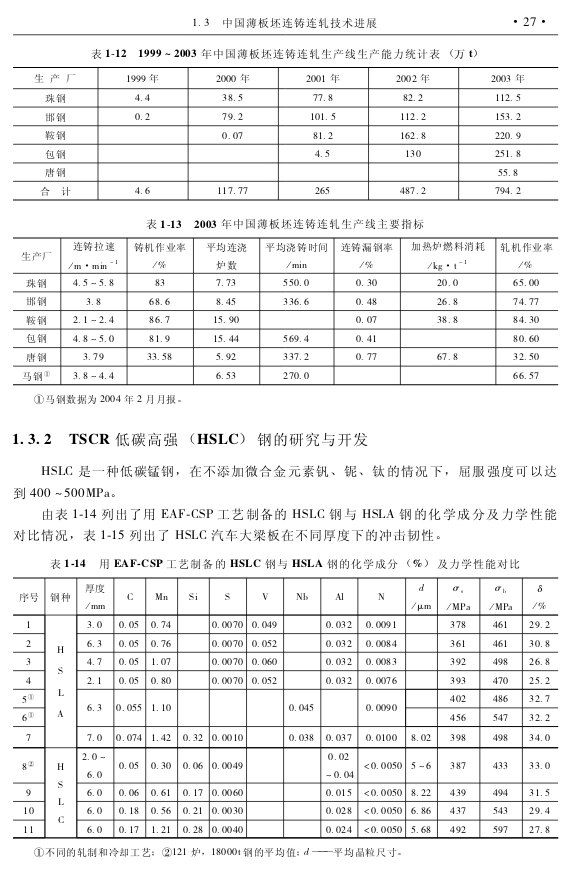 1.3 中国薄板坯连铸连轧技术进展 ·27·
表 1-12 1999~2003 年中国薄板坯连铸连轧生产线生产能力统计表(万 t)
生产厂 1999 年 2000 年 2001 年 2002 年 2003 年
珠钢 4.4 38.5 77.8 82.2 112.5
邯钢 0.2 79.2 101.5 112.2 153.2
鞍钢 0.07 81.2 162.8 220.9
包钢 4.5 130 251.8
唐钢 55.8
合计 4.6 117.77 265 487.2 794.2
表 1-13 2003 年中国薄板坯连铸连轧生产线主要指标
生产厂 连铸拉速/m·min⁻¹ 铸机作业率/% 平均连浇炉数 平均浇铸时间/min 连铸漏钢率/% 加热炉燃料消耗/kg·t⁻¹ 轧机作业率/%
珠钢 4.5~5.8 83 7.73 550.0 0.30 20.0 65.00
邯钢 3.8 68.6 8.45 336.6 0.48 26.8 74.77
鞍钢 2.1~2.4 86.7 15.90 0.07 38.8 84.30
包钢 4.8~5.0 81.9 15.44 569.4 0.41 80.60
唐钢 3.79 33.58 5.92 337.2 0.77 67.8 32.50
马钢① 3.8~4.4 6.53 270.0 66.57
①马钢数据为 2004 年 2 月月报。
1.3.2 TSCR 低碳高强(HSLC)钢的研究与开发
HSLC 是一种低碳锰钢,在不添加微合金元素钒、铌、钛的情况下,屈服强度可以达
到 400~500MPa。
由表 1-14 列出了用 EAF-CSP 工艺制备的 HSLC 钢与 HSLA 钢的化学成分及力学性能
对比情况,表 1-15 列出了 HSLC 汽车大梁板在不同厚度下的冲击韧性。
表 1-14 用 EAF-CSP 工艺制备的 HSLC 钢与 HSLA 钢的化学成分(%)及力学性能对比
序号 钢种 厚度/mm C Mn Si S V Nb Al N d/μm σs/MPa σb/MPa δ/%
1 HSLA 3.0 0.05 0.74 0.0070 0.049 0.032 0.0091 378 461 29.2
2 6.3 0.05 0.76 0.0070 0.052 0.032 0.0084 361 461 30.8
3 4.7 0.05 1.07 0.0070 0.060 0.032 0.0083 392 498 26.8
4 2.1 0.05 0.80 0.0070 0.052 0.032 0.0076 393 470 25.2
5① 6.3 0.055 1.10 0.045 0.0090 402 486 32.7
6① 456 547 32.2
7 7.0 0.074 1.42 0.32 0.0010 0.038 0.037 0.0100 8.02 398 498 34.0
8② HSLC 2.0~6.0 0.05 0.30 0.06 0.0049 0.02~0.04 <0.0050 5~6 387 433 33.0
9 6.0 0.06 0.61 0.17 0.0060 0.015 <0.0050 8.22 439 494 31.5
10 6.0 0.18 0.56 0.21 0.0030 0.028 <0.0050 6.86 437 543 29.4
11 6.0 0.17 1.21 0.28 0.0040 0.024 <0.0050 5.68 492 597 27.8
①不同的轧制和冷却工艺;②121 炉,18000t 钢的平均值;d——平均晶粒尺寸。